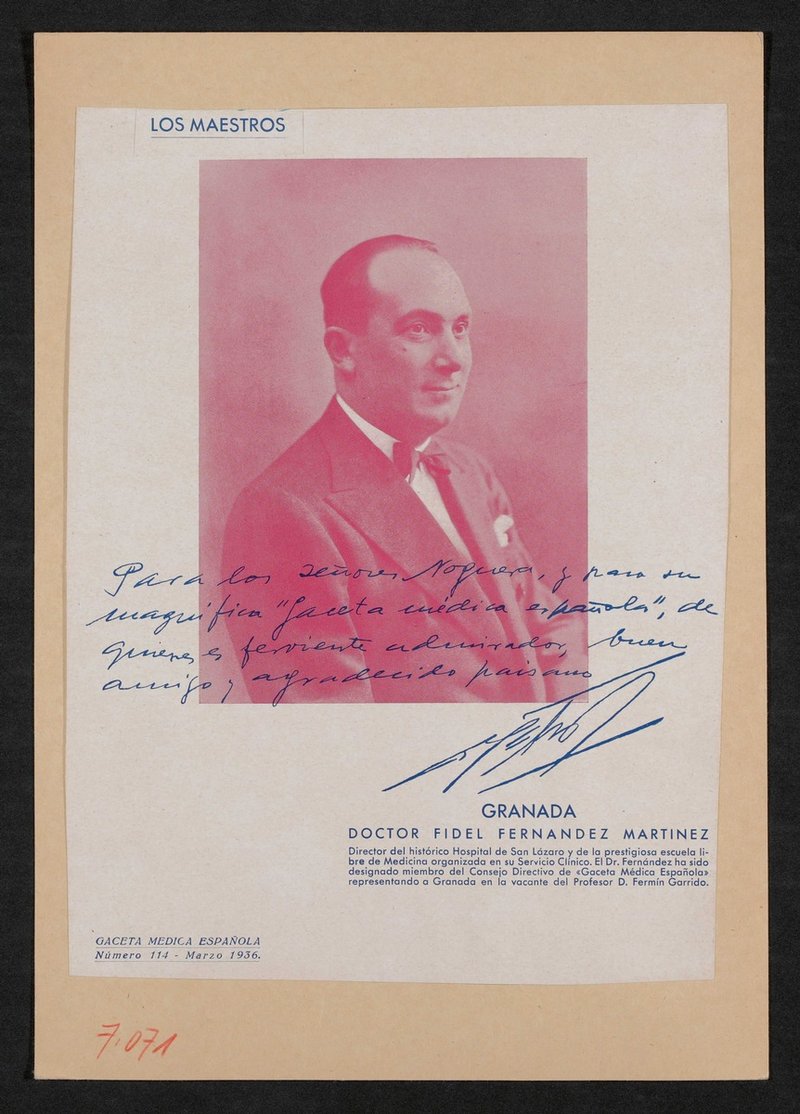 LOS MAESTROS
Para los señores Noguera, y para su
magnífica "Gaceta médica española", de
quienes es ferviente admirador, buen
amigo y agradecido paisano
GRANADA
DOCTOR FIDEL FERNANDEZ MARTINEZ
Director del histórico Hospital de San Lázaro y de la prestigiosa escuela li-
bre de Medicina organizada en su Servicio Clínico. El Dr. Fernández ha sido
designado miembro del Consejo Directivo de «Gaceta Médica Española»
representando a Granada en la vacante del Profesor D. Fermín Garrido.
GACETA MEDICA ESPAÑOLA
Número 114 - Marzo 1936.
7.071